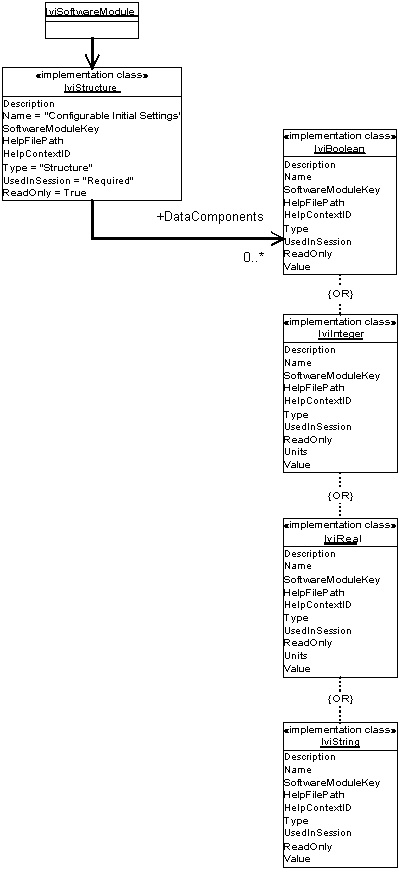 IviSoftwareModule
«implementation class»
IviStructure
Description
Name = "Configurable Initial Settings"
SoftwareModuleKey
HelpFilePath
HelpContextID
Type = "Structure"
UsedInSession = "Required"
ReadOnly = True
+DataComponents
0..*
«implementation class»
IviBoolean
Description
Name
SoftwareModuleKey
HelpFilePath
HelpContextID
Type
UsedInSession
ReadOnly
Value
{OR}
«implementation class»
IviInteger
Description
Name
SoftwareModuleKey
HelpFilePath
HelpContextID
Type
UsedInSession
ReadOnly
Units
Value
{OR}
«implementation class»
IviReal
Description
Name
SoftwareModuleKey
HelpFilePath
HelpContextID
Type
UsedInSession
ReadOnly
Units
Value
{OR}
«implementation class»
IviString
Description
Name
SoftwareModuleKey
HelpFilePath
HelpContextID
Type
UsedInSession
ReadOnly
Value